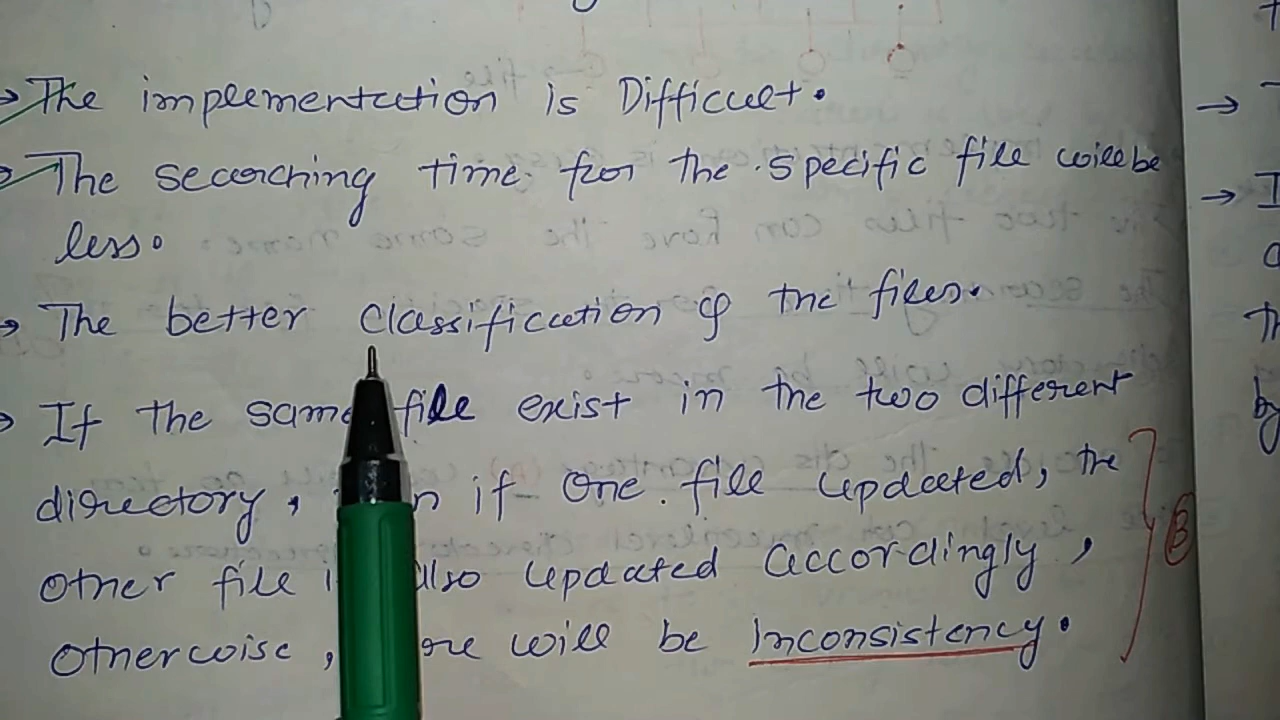 → The implementation is Difficult.
→ The searching time for the specific file will be
less.
→ The better classification of the files.
→ If the same file exist in the two different
directory, if one file updated, the
other file also updated accordingly,
otherwise, will be inconsistency.